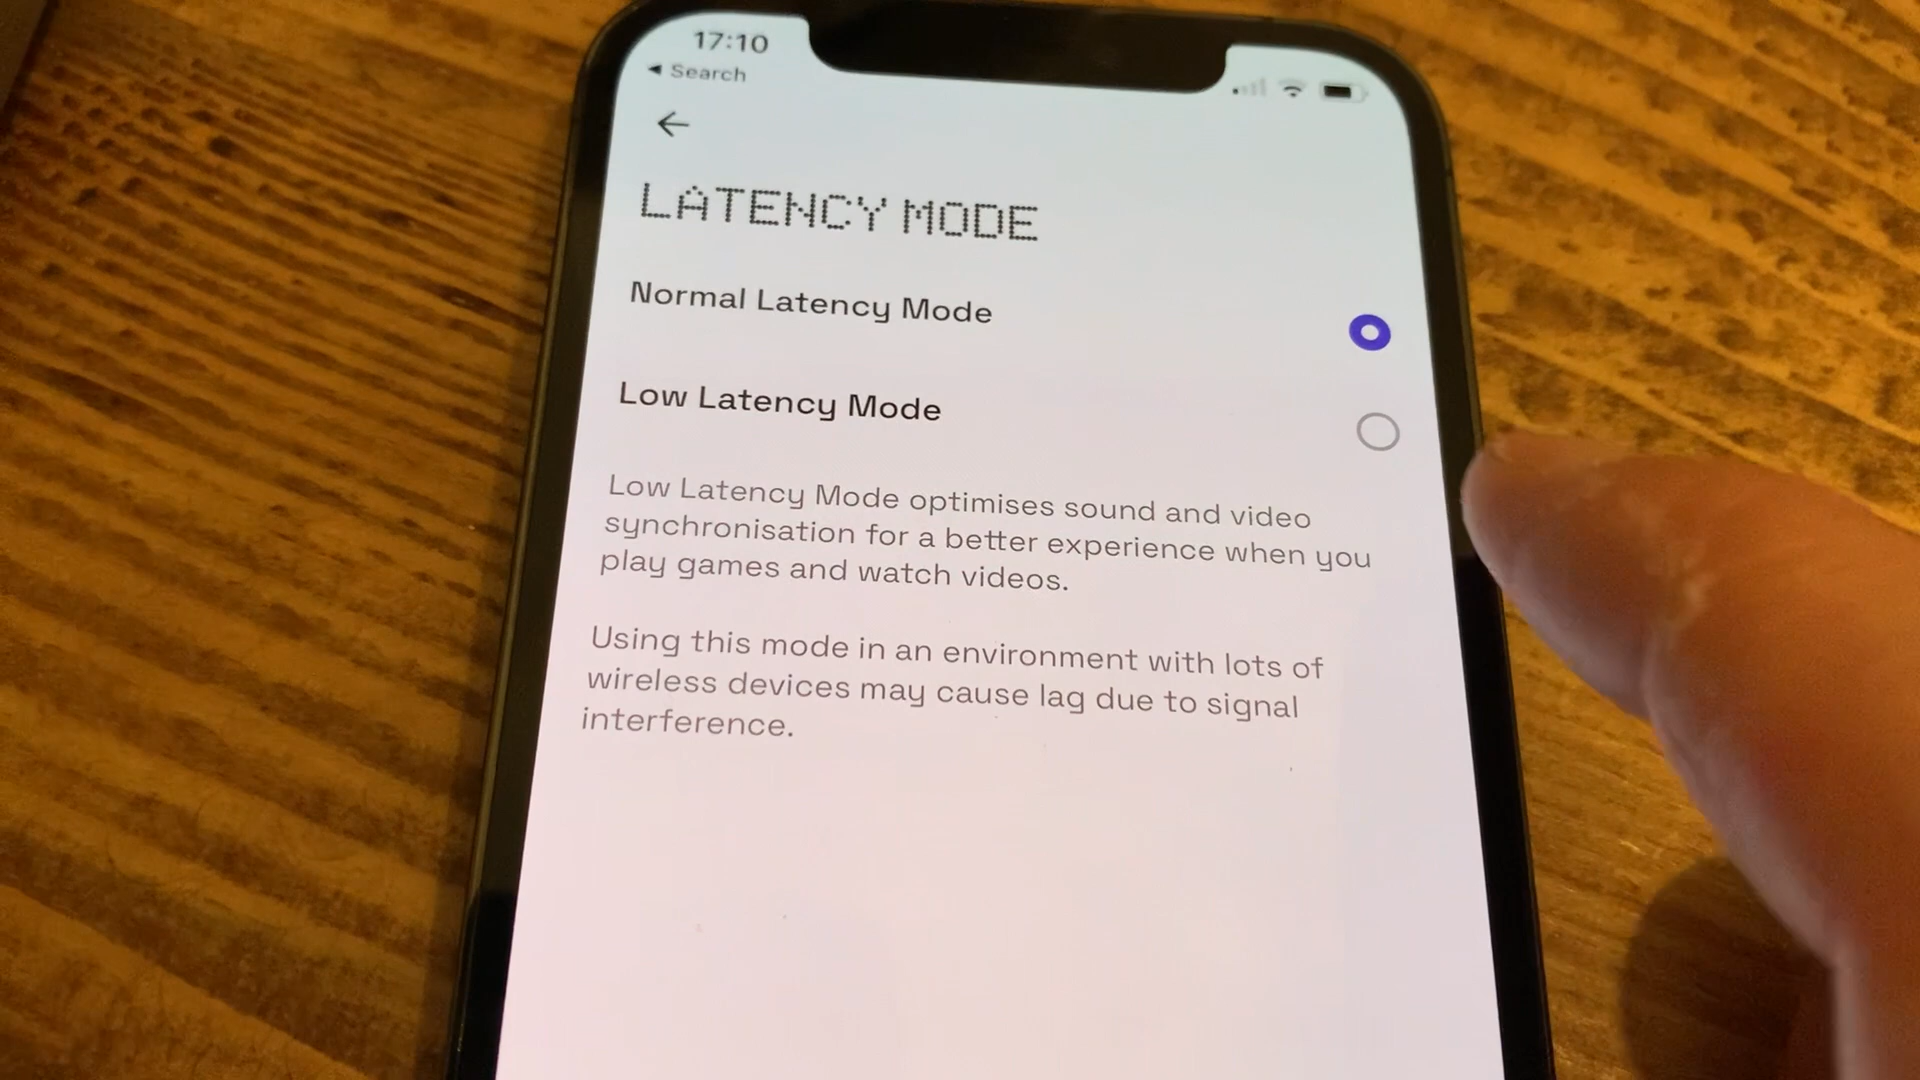 17:10
◀ Search
LATENCY MODE
Normal Latency Mode
Low Latency Mode
Low Latency Mode optimises sound and video
synchronisation for a better experience when you
play games and watch videos.
Using this mode in an environment with lots of
wireless devices may cause lag due to signal
interference.